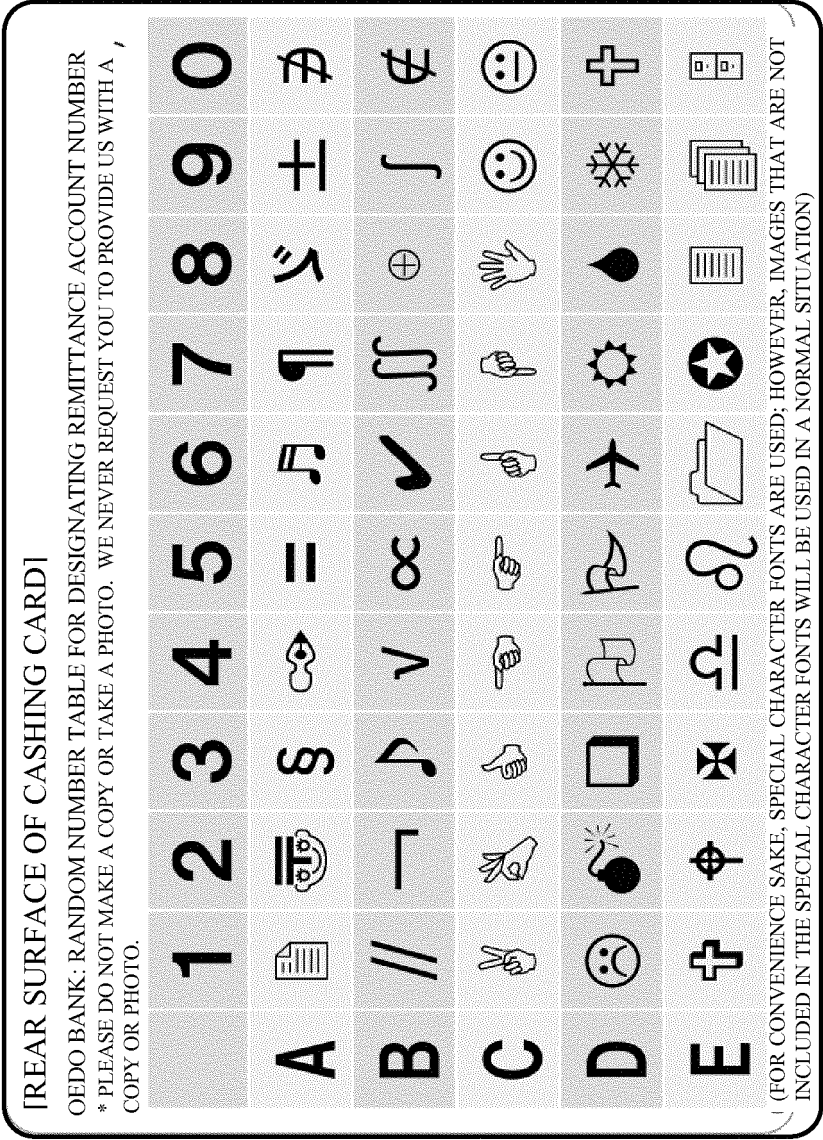 [REAR SURFACE OF CASHING CARD]
OEDO BANK: RANDOM NUMBER TABLE FOR DESIGNATING REMITTANCE ACCOUNT NUMBER
* PLEASE DO NOT MAKE A COPY OR TAKE A PHOTO. WE NEVER REQUEST YOU TO PROVIDE US WITH A
COPY OR PHOTO.
1 2 3 4 5 6 7 8 9 0
A § = ♫ ¶ ±
B // ∨ ∝ ✓ ∬ ⊕ ∫
C
D
E
(FOR CONVENIENCE SAKE, SPECIAL CHARACTER FONTS ARE USED; HOWEVER, IMAGES THAT ARE NOT
INCLUDED IN THE SPECIAL CHARACTER FONTS WILL BE USED IN A NORMAL SITUATION)